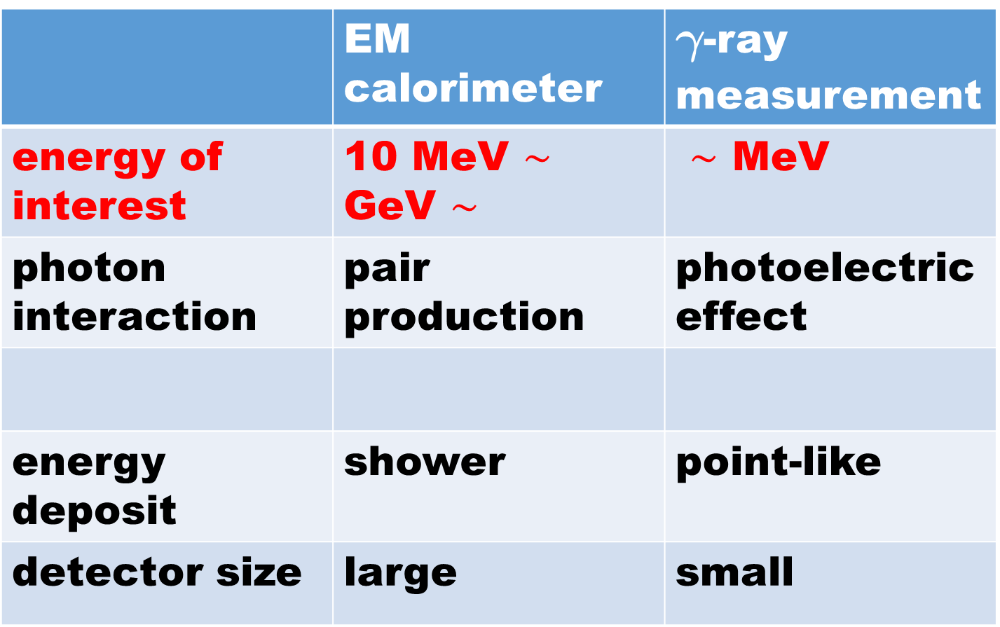 EM
calorimeter
γ-ray
measurement
energy of
interest
10 MeV ~
GeV ~
~ MeV
photon
interaction
pair
production
photoelectric
effect
energy
deposit
shower
point-like
detector size
large
small